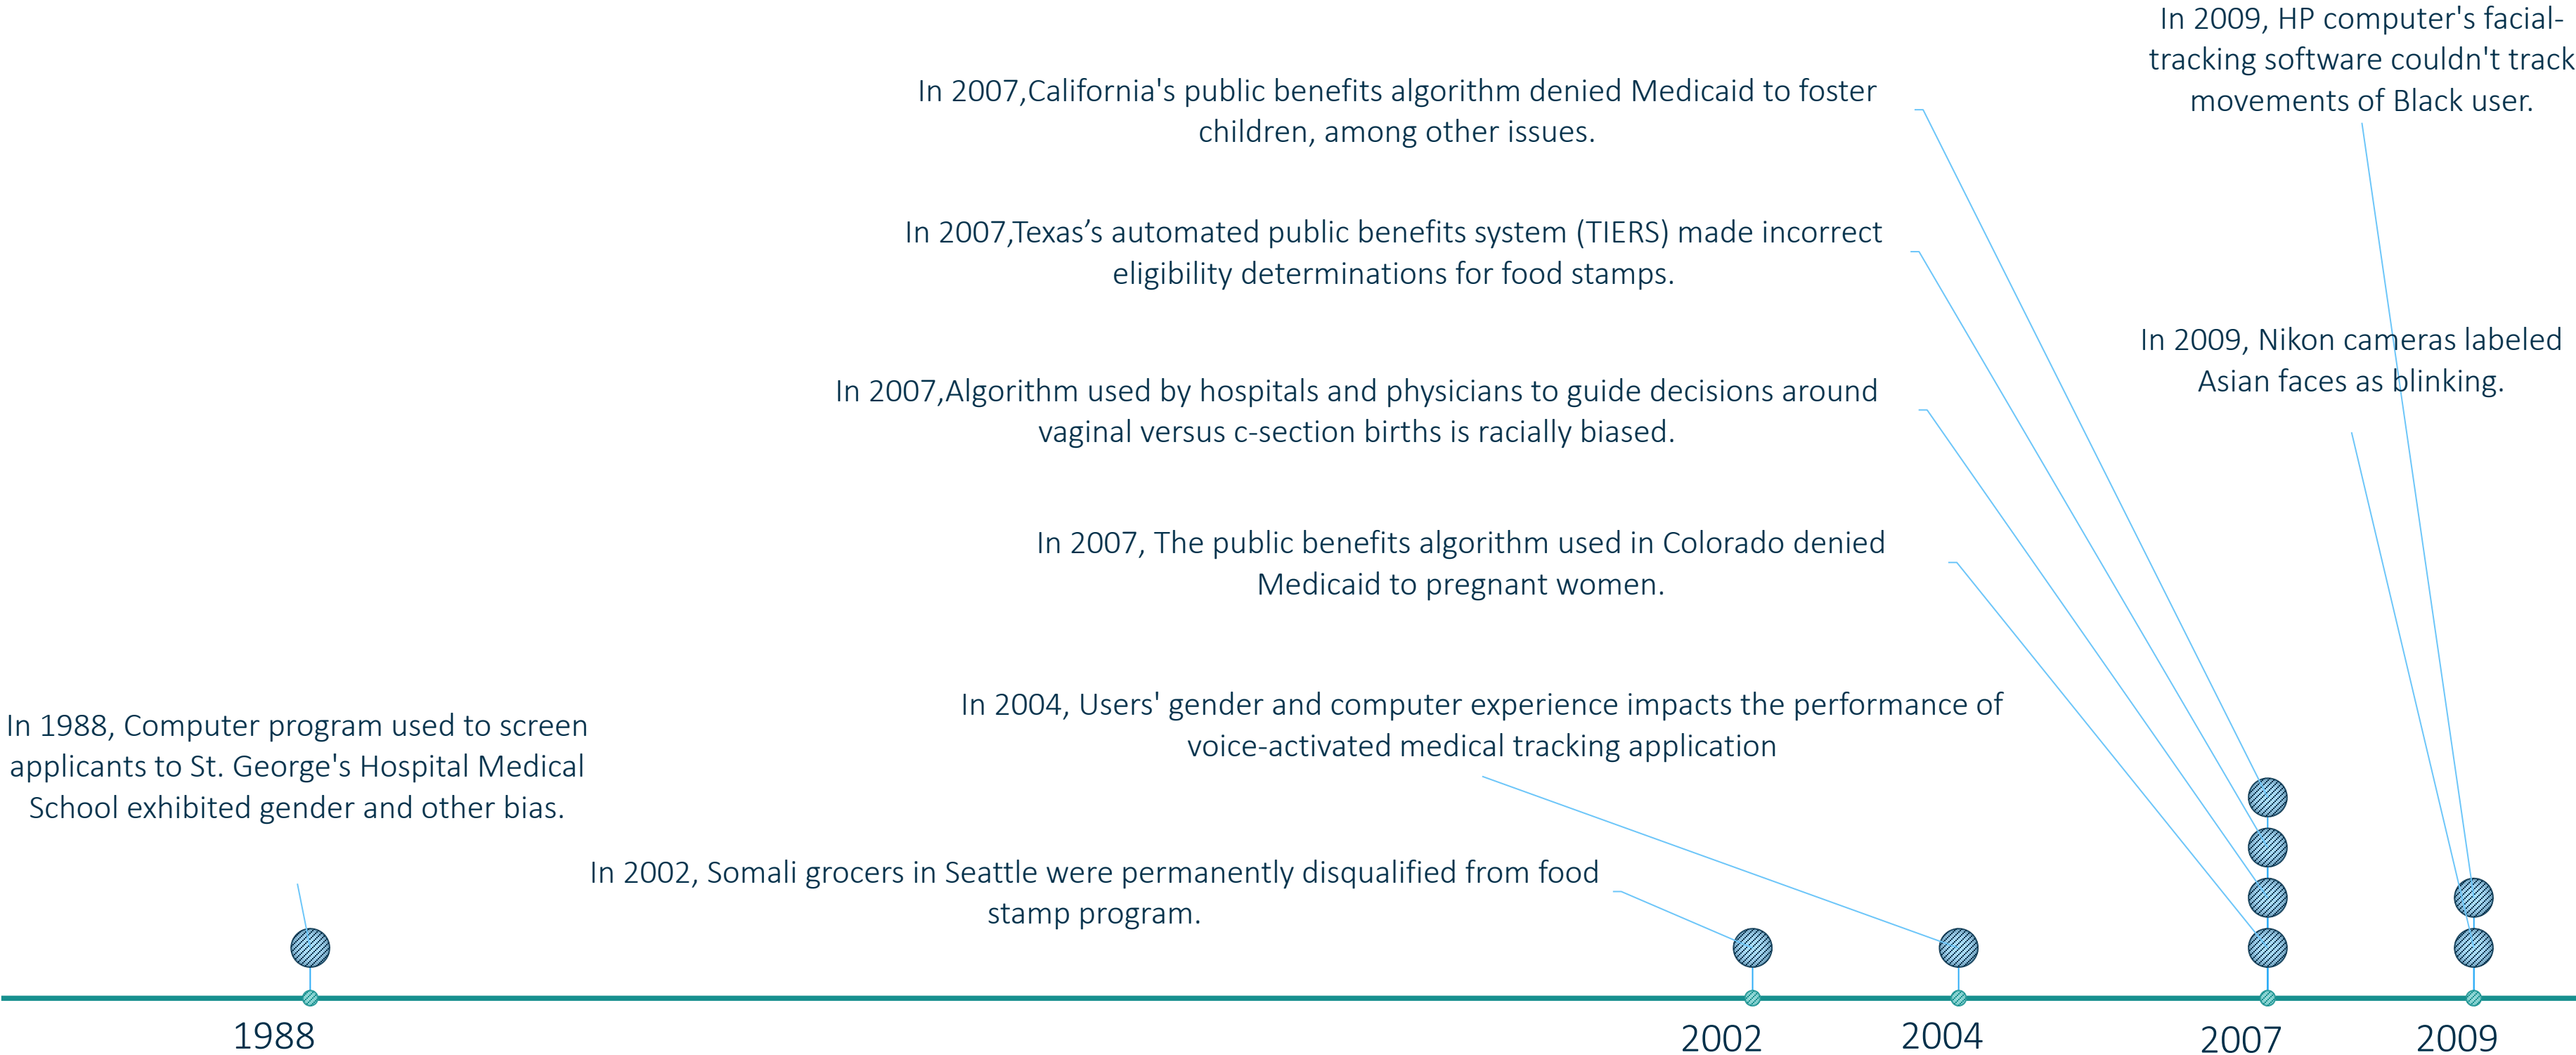 In 2009, HP computer's facial-
tracking software couldn't track
movements of Black user.
In 2007,California's public benefits algorithm denied Medicaid to foster
children, among other issues.
In 2007,Texas’s automated public benefits system (TIERS) made incorrect
eligibility determinations for food stamps.
In 2009, Nikon cameras labeled
Asian faces as blinking.
In 2007,Algorithm used by hospitals and physicians to guide decisions around
vaginal versus c-section births is racially biased.
In 2007, The public benefits algorithm used in Colorado denied
Medicaid to pregnant women.
In 2004, Users' gender and computer experience impacts the performance of
voice-activated medical tracking application
In 1988, Computer program used to screen
applicants to St. George's Hospital Medical
School exhibited gender and other bias.
In 2002, Somali grocers in Seattle were permanently disqualified from food
stamp program.
1988
2002
2004
2007
2009